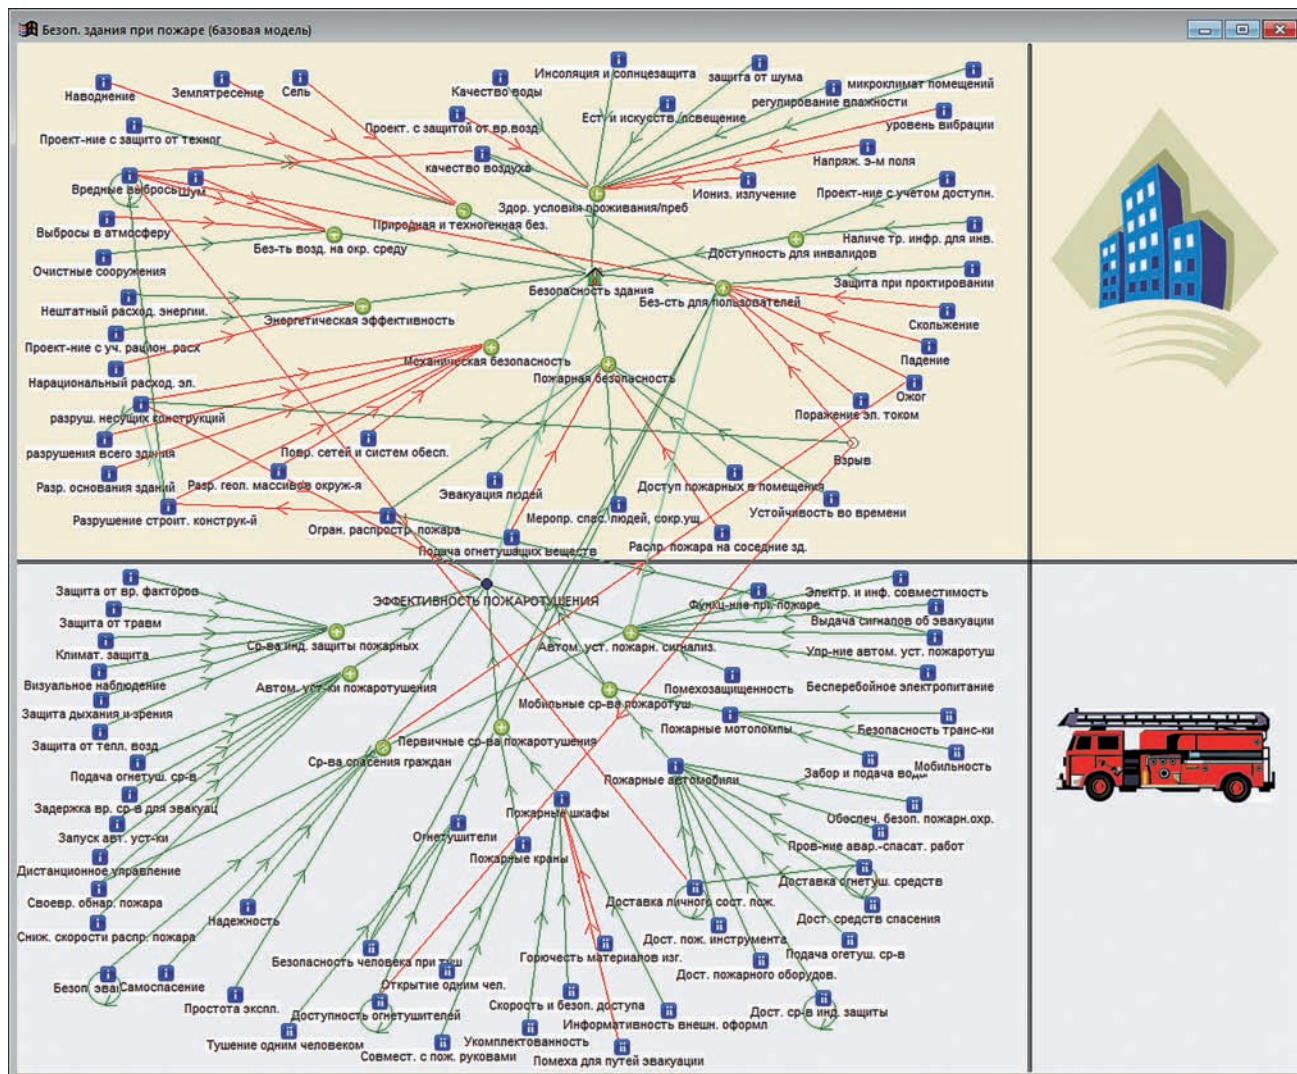 Безоп. здания при пожаре (базовая модель)
Инсоляция и солнцезащита
защита от шума
микроклимат помещений
Наводнение
Землятресение
Сель
Качество воды
регулирование влажности
Проект. с защитой от вр.возд
Ест. и искусств. освещение
уровень вибрации
Проект-ние с защито от техног
качество воздуха
Напряж. э-м поля
Вредные выбросы
Шум
Здор. условия проживания/преб
Иониз. излучение
Проект-ние с учетом доступн.
Выбросы в атмосферу
Природная и техногенная без.
Без-ть возд. на окр. среду
Доступность для инвалидов
Наличе тр. инфр. для инв.
Очистные сооружения
Безопасность здания
Без-сть для пользователей
Защита при проктировании
Нештатный расход. энергии.
Энергетическая эффективность
Скольжение
Проект-ние с уч. рацион. расх
Механическая безопасность
Падение
Нарациональный расход. эл.
Пожарная безопасность
Ожог
разруш. несущих конструкций
Поражение эл. током
разрушения всего здания
Повр. сетей и систем обесп.
Взрыв
Разр. основания зданий
Разр. геол. массивов окруж-я
Эвакуация людей
Доступ пожарных в помещения
Разрушение строит. конструк-й
Огран. распростр. пожара
Меропр. спас. людей, сокр.ущ.
Устойчивость во времени
Подача огнетушащих веществ
Распр. пожара на соседние зд.
Защита от вр. факторов
ЭФФЕКТИВНОСТЬ ПОЖАРОТУШЕНИЯ
Функц-ние при пожаре
Электр. и инф. совместимость
Защита от травм
Выдача сигналов об эвакуации
Климат. защита
Ср-ва инд. защиты пожарных
Автом. уст. пожарн. сигнализ.
Упр-ние автом. уст. пожаротуш
Визуальное наблюдение
Автом. уст-ки пожаротушения
Помехозащищенность
Бесперебойное электропитание
Защита дыхания и зрения
Мобильные ср-ва пожаротуш.
Пожарные мотопомпы
Безопасность транс-ки
Защита от тепл. возд
Первичные ср-ва пожаротушения
Ср-ва спасения граждан
Мобильность
Подача огнетуш. ср-в
Пожарные автомобили
Забор и подача воды
Задержка вр. ср-в для эвакуац
Пожарные шкафы
Обоспеч. безоп. пожарн.охр.
Запуск авт. уст-ки
Огнетушители
Пров-ние авар.-спасат. работ
Дистанционное управление
Пожарные краны
Доставка огнетуш. средств
Своевр. обнар. пожара
Доставка личного сост. пож.
Надежность
Дост. средств спасения
Сниж. скорости распр. пожара
Дост. пож. инструмента
Безопасность человека при туш
Горючесть материалов изг.
Подача огетуш. ср-в
Дост. пожарного оборудов.
Безоп. эвак
Самоспасение
Открытие одним чел.
Простота экспл.
Доступность огнетушителей
Скорость и безоп. доступа
Дост. ср-в инд. защиты
Информативность внешн. оформл
Тушение одним человеком
Укомплектованность
Совмест. с пож. рукавами
Помеха для путей эвакуации